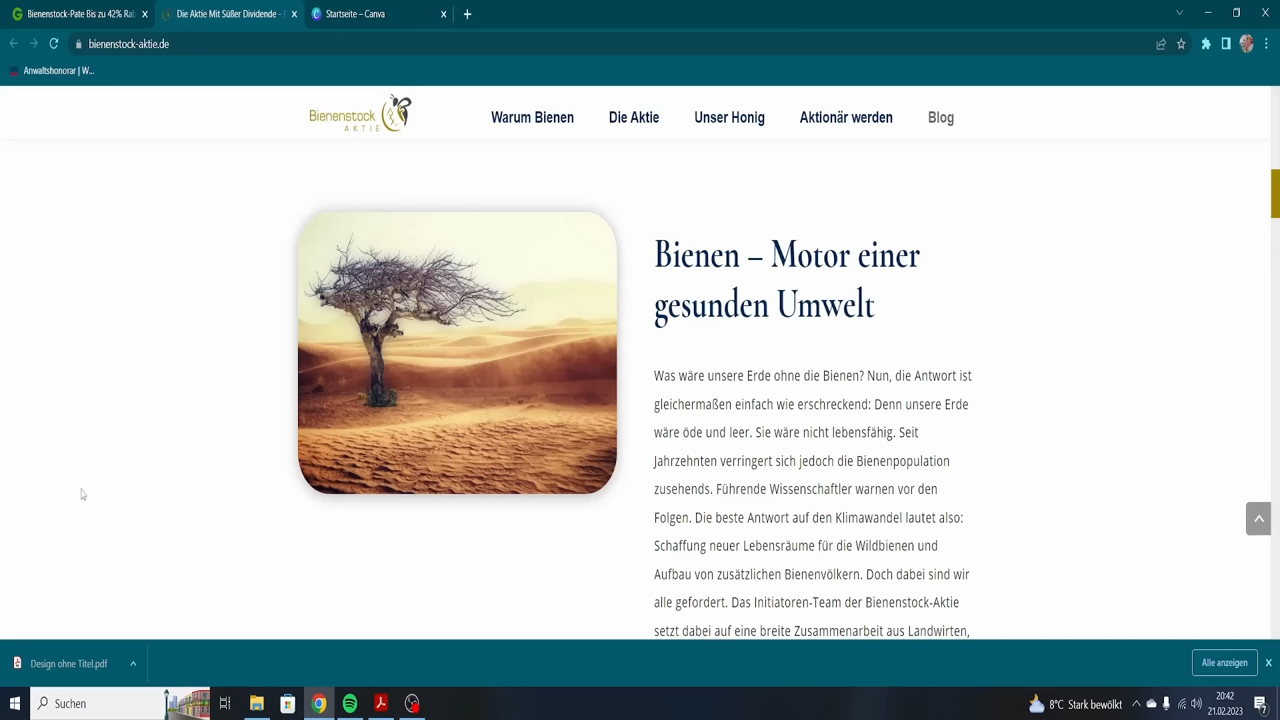 Bienenstock-Pate Bis zu 42% Rab
Die Aktie Mit Süßer Dividende -
Startseite – Canva
bienenstock-aktie.de
Anwaltshonorar | W...
Bienenstock
AKTIE
Warum Bienen
Die Aktie
Unser Honig
Aktionär werden
Blog
Bienen – Motor einer
gesunden Umwelt
Was wäre unsere Erde ohne die Bienen? Nun, die Antwort ist
gleichermaßen einfach wie erschreckend: Denn unsere Erde
wäre öde und leer. Sie wäre nicht lebensfähig. Seit
Jahrzehnten verringert sich jedoch die Bienenpopulation
zusehends. Führende Wissenschaftler warnen vor den
Folgen. Die beste Antwort auf den Klimawandel lautet also:
Schaffung neuer Lebensräume für die Wildbienen und
Aufbau von zusätzlichen Bienenvölkern. Doch dabei sind wir
alle gefordert. Das Initiatoren-Team der Bienenstock-Aktie
setzt dabei auf eine breite Zusammenarbeit aus Landwirten,
Design ohne Titel.pdf
Alle anzeigen
Suchen
8°C Stark bewölkt
20:42
21.02.2023